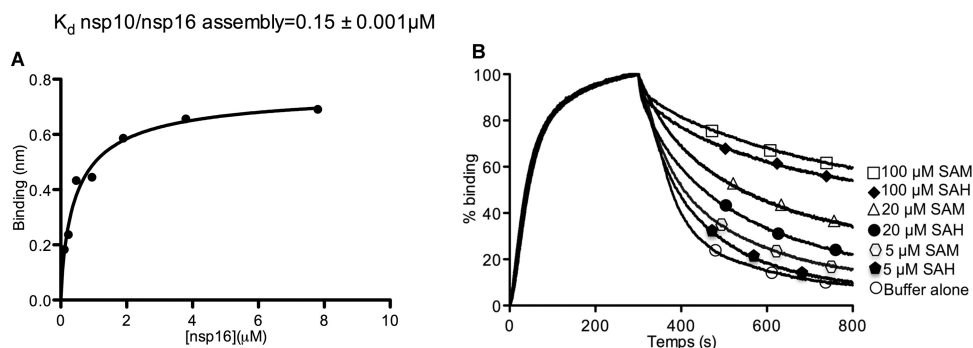 K_d nsp10/nsp16 assembly=0.15 ± 0.001µM
A
0.8
0.6
0.4
0.2
0.0
Binding (nm)
0
2
4
6
8
10
[nsp16](µM)
B
100
80
60
40
20
0
% binding
0
200
400
600
800
Temps (s)
100 µM SAM
100 µM SAH
20 µM SAM
20 µM SAH
5 µM SAM
5 µM SAH
Buffer alone